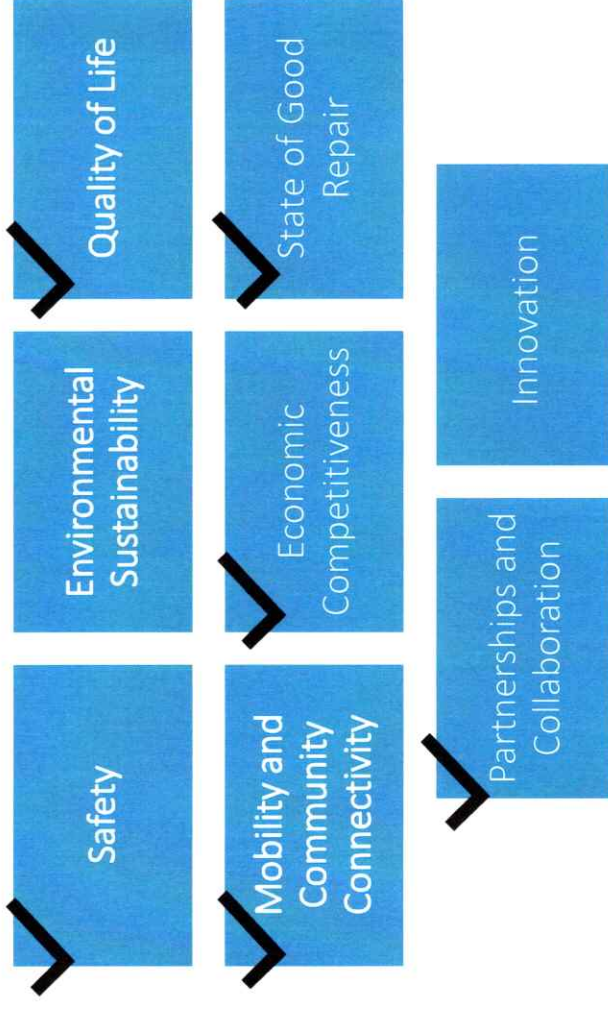 Safety
Environmental
Sustainability
Quality of Life
Mobility and
Community
Connectivity
Economic
Competitiveness
State of Good
Repair
Partnerships and
Collaboration
Innovation